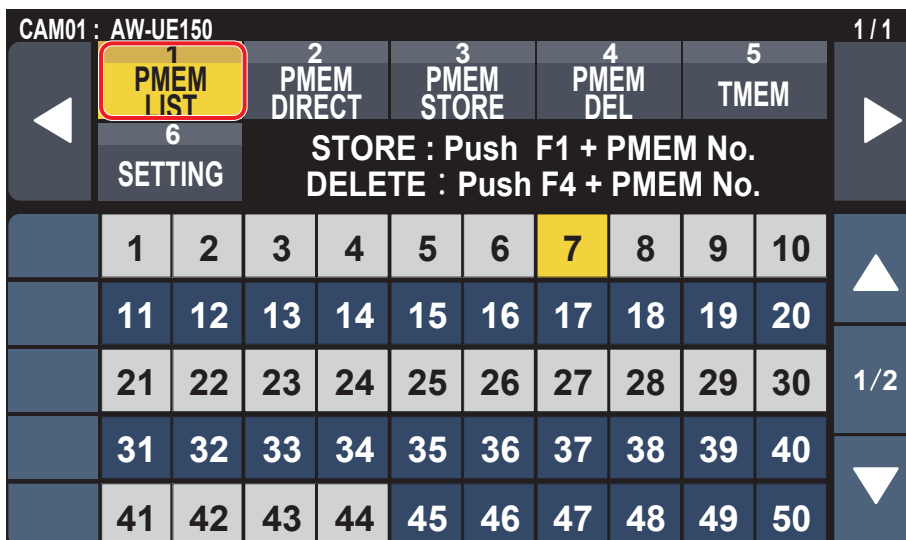 CAM01 : AW-UE150 1 / 1
1 2 3 4 5
PMEM LIST PMEM DIRECT PMEM STORE PMEM DEL TMEM
6
SETTING
STORE : Push F1 + PMEM No.
DELETE : Push F4 + PMEM No.
1 2 3 4 5 6 7 8 9 10
11 12 13 14 15 16 17 18 19 20
21 22 23 24 25 26 27 28 29 30
1/2
31 32 33 34 35 36 37 38 39 40
41 42 43 44 45 46 47 48 49 50